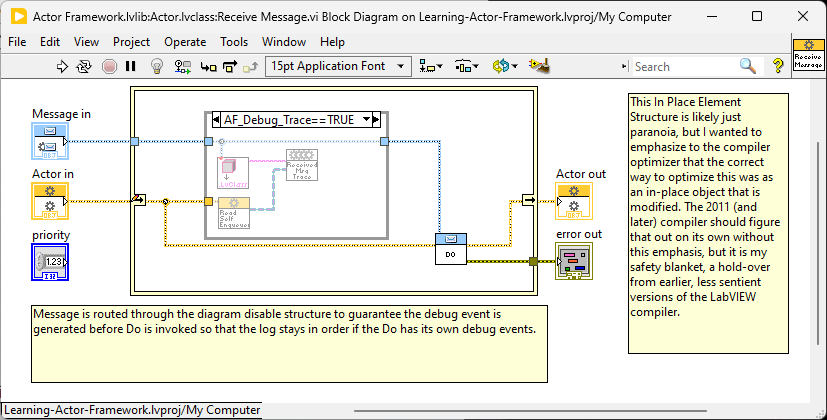 Actor Framework.lvlib:Actor.lvclass:Receive Message.vi Block Diagram on Learning-Actor-Framework.lvproj/My Computer
File Edit View Project Operate Tools Window Help
15pt Application Font
Search
Receive
Message
Message in
OBJ
Actor in
OBJ
priority
1.23
I32
AF_Debug_Trace==TRUE
LvClass
Received
Msg
Trace
Read
Self
Enqueue
DO
Actor out
OBJ
error out
This In Place Element
Structure is likely just
paranoia, but I wanted to
emphasize to the compiler
optimizer that the correct
way to optimize this was as
an in-place object that is
modified. The 2011 (and
later) compiler should figure
that out on its own without
this emphasis, but it is my
safety blanket, a hold-over
from earlier, less sentient
versions of the LabVIEW
compiler.
Message is routed through the diagram disable structure to guarantee the debug event is
generated before Do is invoked so that the log stays in order if the Do has its own debug events.
Learning-Actor-Framework.lvproj/My Computer